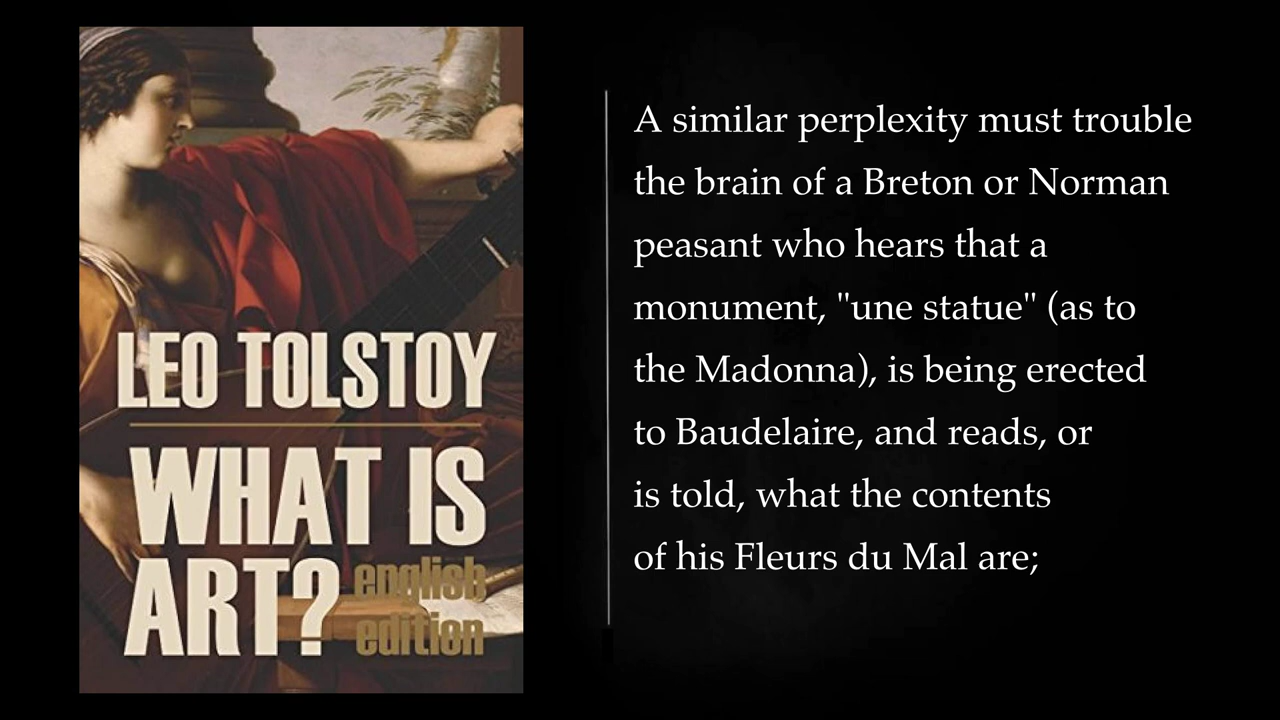 LEO TOLSTOY
WHAT IS
ART?
english
edition
A similar perplexity must trouble
the brain of a Breton or Norman
peasant who hears that a
monument, "une statue" (as to
the Madonna), is being erected
to Baudelaire, and reads, or
is told, what the contents
of his Fleurs du Mal are;